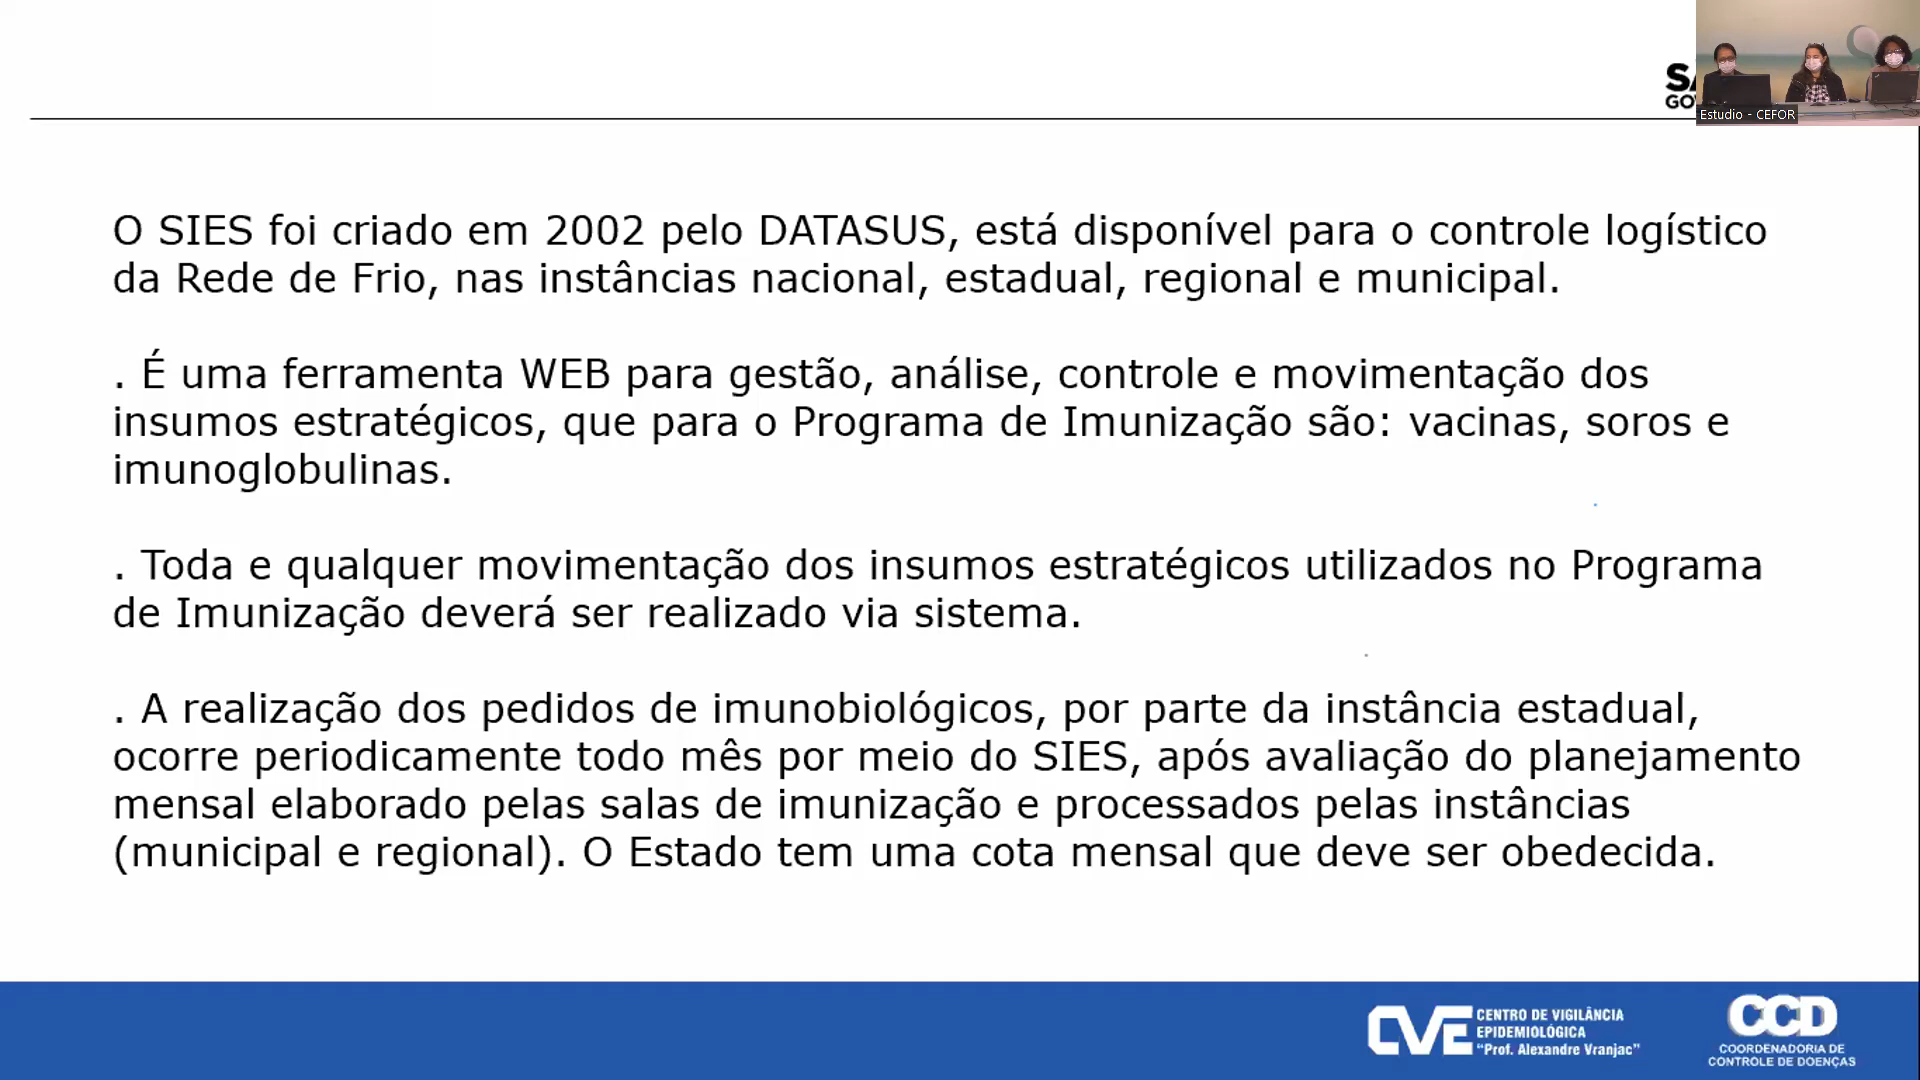 O SIES foi criado em 2002 pelo DATASUS, está disponível para o controle logístico
da Rede de Frio, nas instâncias nacional, estadual, regional e municipal.
. É uma ferramenta WEB para gestão, análise, controle e movimentação dos
insumos estratégicos, que para o Programa de Imunização são: vacinas, soros e
imunoglobulinas.
. Toda e qualquer movimentação dos insumos estratégicos utilizados no Programa
de Imunização deverá ser realizado via sistema.
. A realização dos pedidos de imunobiológicos, por parte da instância estadual,
ocorre periodicamente todo mês por meio do SIES, após avaliação do planejamento
mensal elaborado pelas salas de imunização e processados pelas instâncias
(municipal e regional). O Estado tem uma cota mensal que deve ser obedecida.
Estudio - CEFOR
CVE CENTRO DE VIGILÂNCIA
EPIDEMIOLÓGICA
"Prof. Alexandre Vranjac"
CCD
COORDENADORIA DE
CONTROLE DE DOENÇAS